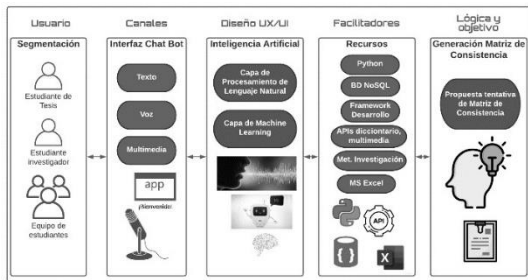 Usuario
Canales
Diseño UX/UI
Facilitadores
Lógica y
objetivo
Segmentación
Estudiante de
Tesis
Estudiante
investigador
Equipo de
estudiantes
Interfaz Chat Bot
Texto
Voz
Multimedia
app
¡Bienvenido!
Inteligencia Artificial
Capa de
Procesamiento de
Lenguaje Natural
Capa de Machine
Learning
Recursos
Python
BD NoSQL
Framework
Desarrollo
APIs dicciontario,
multimedia
Met. Investigación
MS Excel
API
X
Generación Matriz de
Consistencia
Propuesta tentativa
de Matriz de
Consistencia